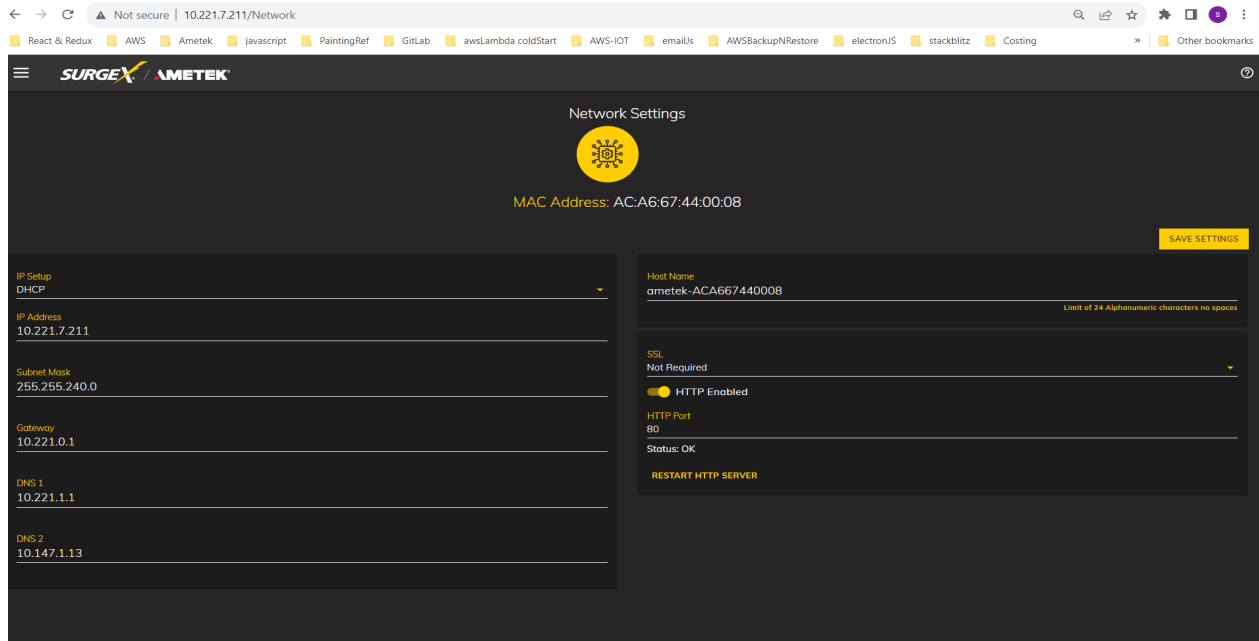 Not secure | 10.221.7.211/Network
S
React & Redux AWS Ametek javascript PaintingRef GitLab awsLambda coldStart AWS-IOT emailJs AWSBackupNRestore electronJS stackblitz Costing » Other bookmarks
SURGEX / AMETEK
Network Settings
MAC Address: AC:A6:67:44:00:08
SAVE SETTINGS
IP Setup
DHCP
IP Address
10.221.7.211
Subnet Mask
255.255.240.0
Gateway
10.221.0.1
DNS 1
10.221.1.1
DNS 2
10.147.1.13
Host Name
ametek-ACA667440008
Limit of 24 Alphanumeric characters no spaces
SSL
Not Required
HTTP Enabled
HTTP Port
80
Status: OK
RESTART HTTP SERVER